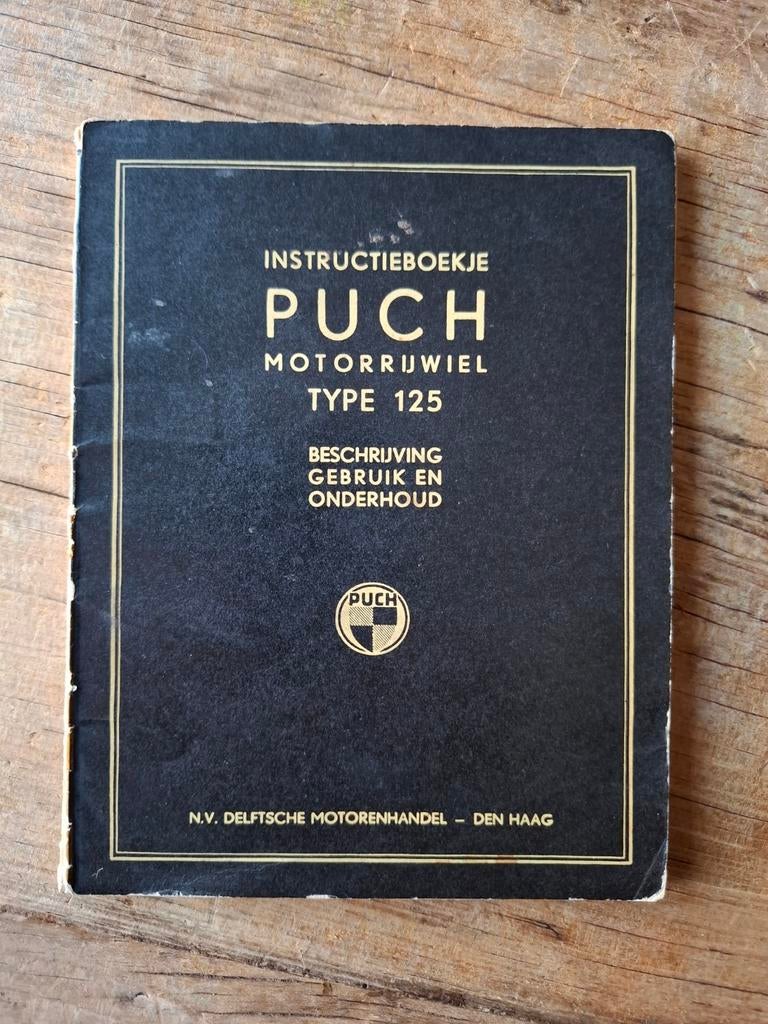 INSTRUCTIEBOEKJE
PUCH
MOTORRIJWIEL
TYPE 125
BESCHRIJVING
GEBRUIK EN
ONDERHOUD
PUCH
N.V. DELFTSCHE MOTORENHANDEL – DEN HAAG